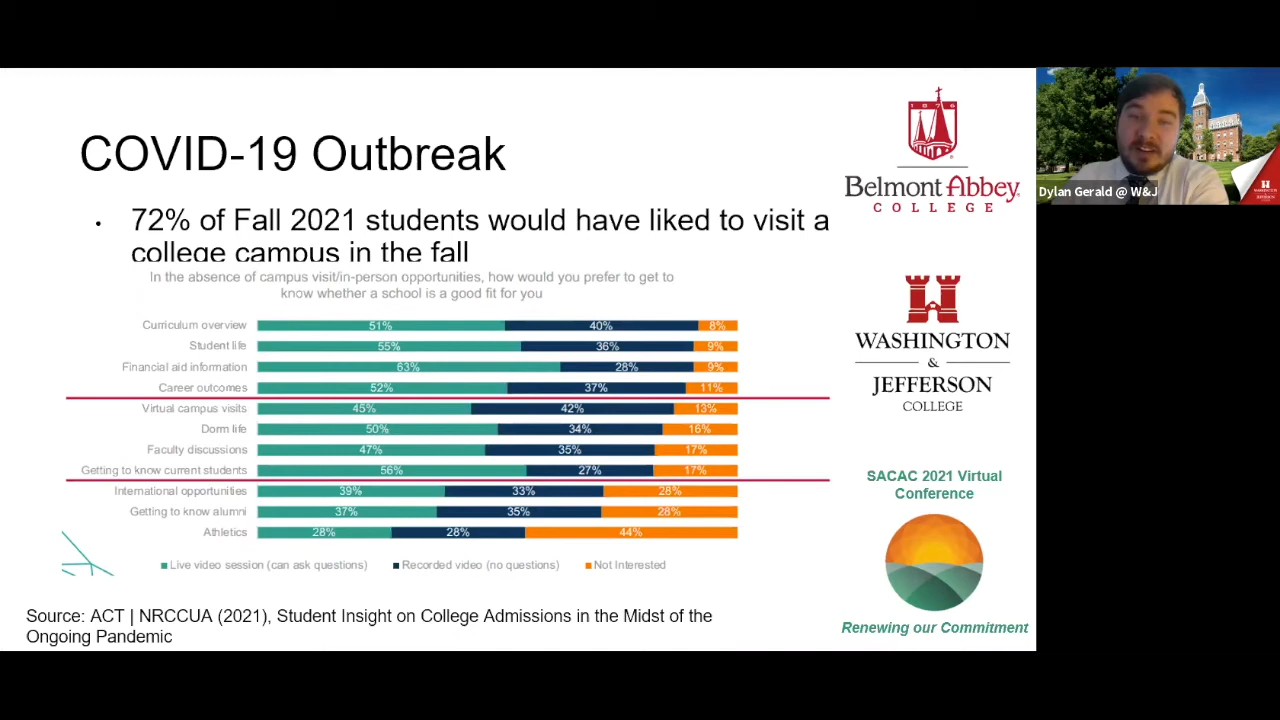 COVID-19 Outbreak
• 72% of Fall 2021 students would have liked to visit a
college campus in the fall
In the absence of campus visit/in-person opportunities, how would you prefer to get to
know whether a school is a good fit for you
Curriculum overview 51% 40% 8%
Student life 55% 36% 9%
Financial aid information 63% 28% 9%
Career outcomes 52% 37% 11%
Virtual campus visits 45% 42% 13%
Dorm life 50% 34% 16%
Faculty discussions 47% 35% 17%
Getting to know current students 56% 27% 17%
International opportunities 39% 33% 28%
Getting to know alumni 37% 35% 28%
Athletics 28% 28% 44%
Live video session (can ask questions) Recorded video (no questions) Not Interested
Source: ACT | NRCCUA (2021), Student Insight on College Admissions in the Midst of the
Ongoing Pandemic
1876
Belmont Abbey
COLLEGE
WASHINGTON
&
JEFFERSON
COLLEGE
SACAC 2021 Virtual
Conference
Renewing our Commitment
Dylan Gerald @ W&J